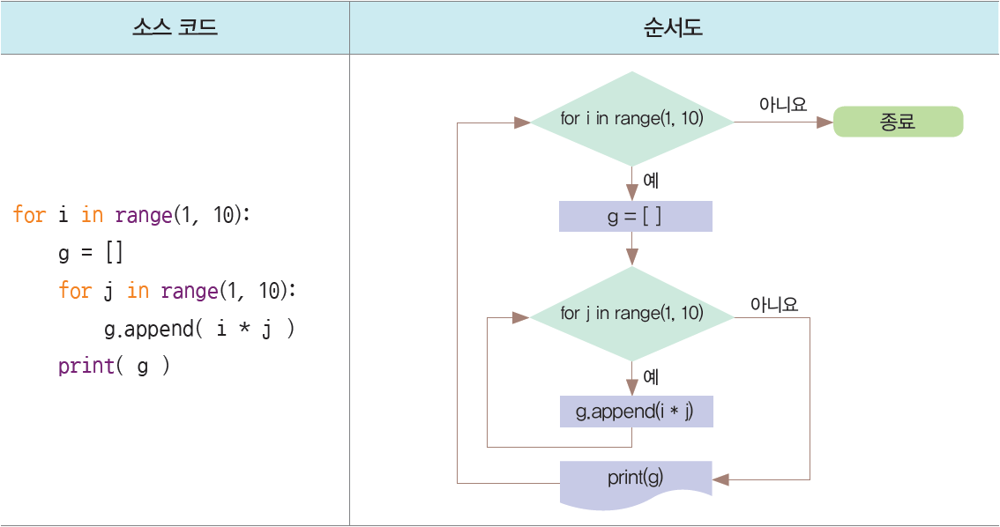 소스 코드
순서도
for i in range(1, 10):
g = []
for j in range(1, 10):
g.append( i * j )
print( g )
for i in range(1, 10)
아니요
종료
예
g = [ ]
for j in range(1, 10)
아니요
예
g.append(i * j)
print(g)